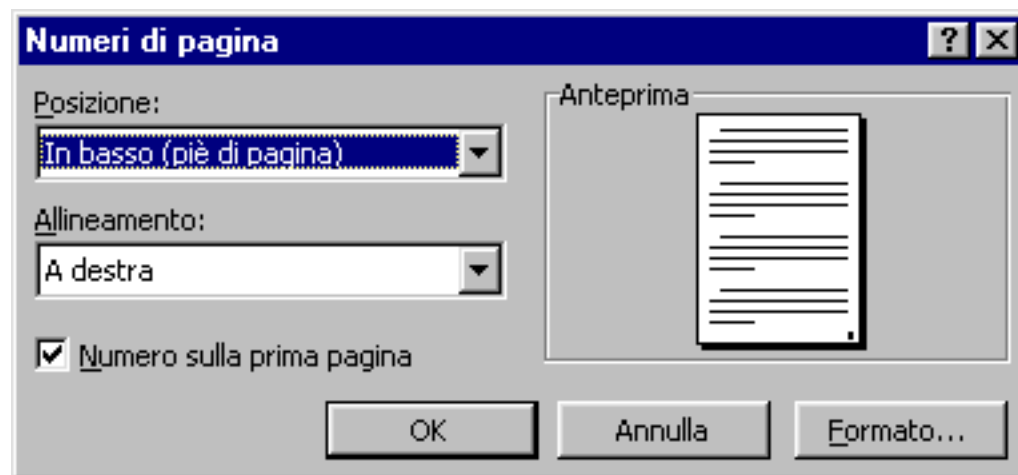 Numeri di pagina
Posizione:
In basso (piè di pagina)
Allineamento:
A destra
Numero sulla prima pagina
Anteprima
OK
Annulla
Formato...